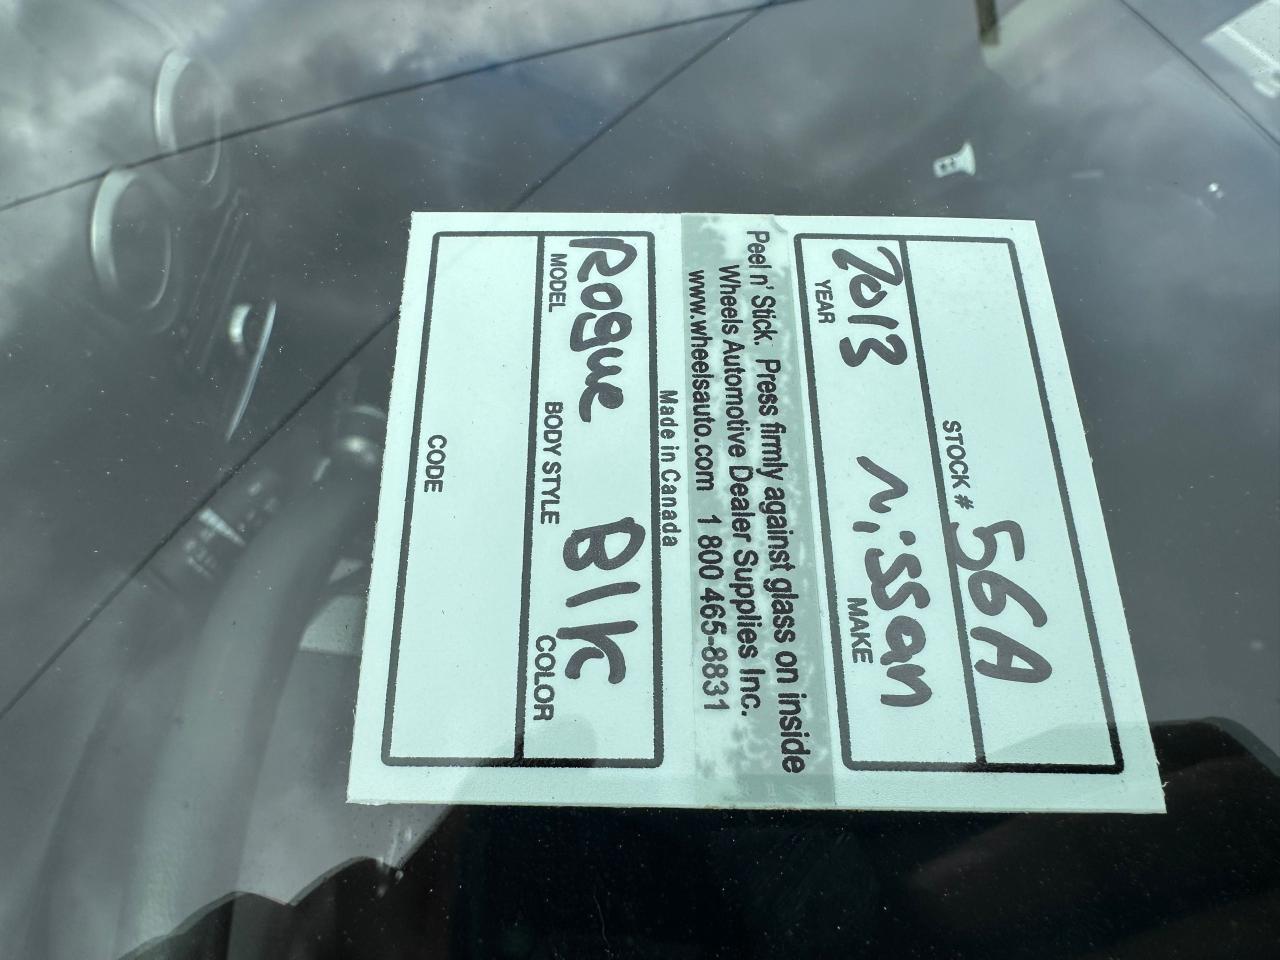 56A
STOCK #
2013 Nissan
YEAR MAKE
Peel n' Stick. Press firmly against glass on inside
Wheels Automotive Dealer Supplies Inc.
www.wheelsauto.com 1 800 465-8831
Made in Canada
Rogue Blk
MODEL BODY STYLE COLOR
CODE